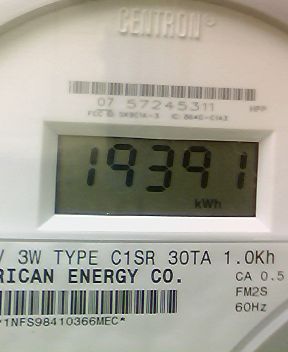 CENTRON
07 57245311 HPP
19391
kWh
V 3W TYPE C1SR 30TA 1.0Kh
RICAN ENERGY CO.
CA 0.5
FM2S
60Hz
*1NFS98410366MEC*